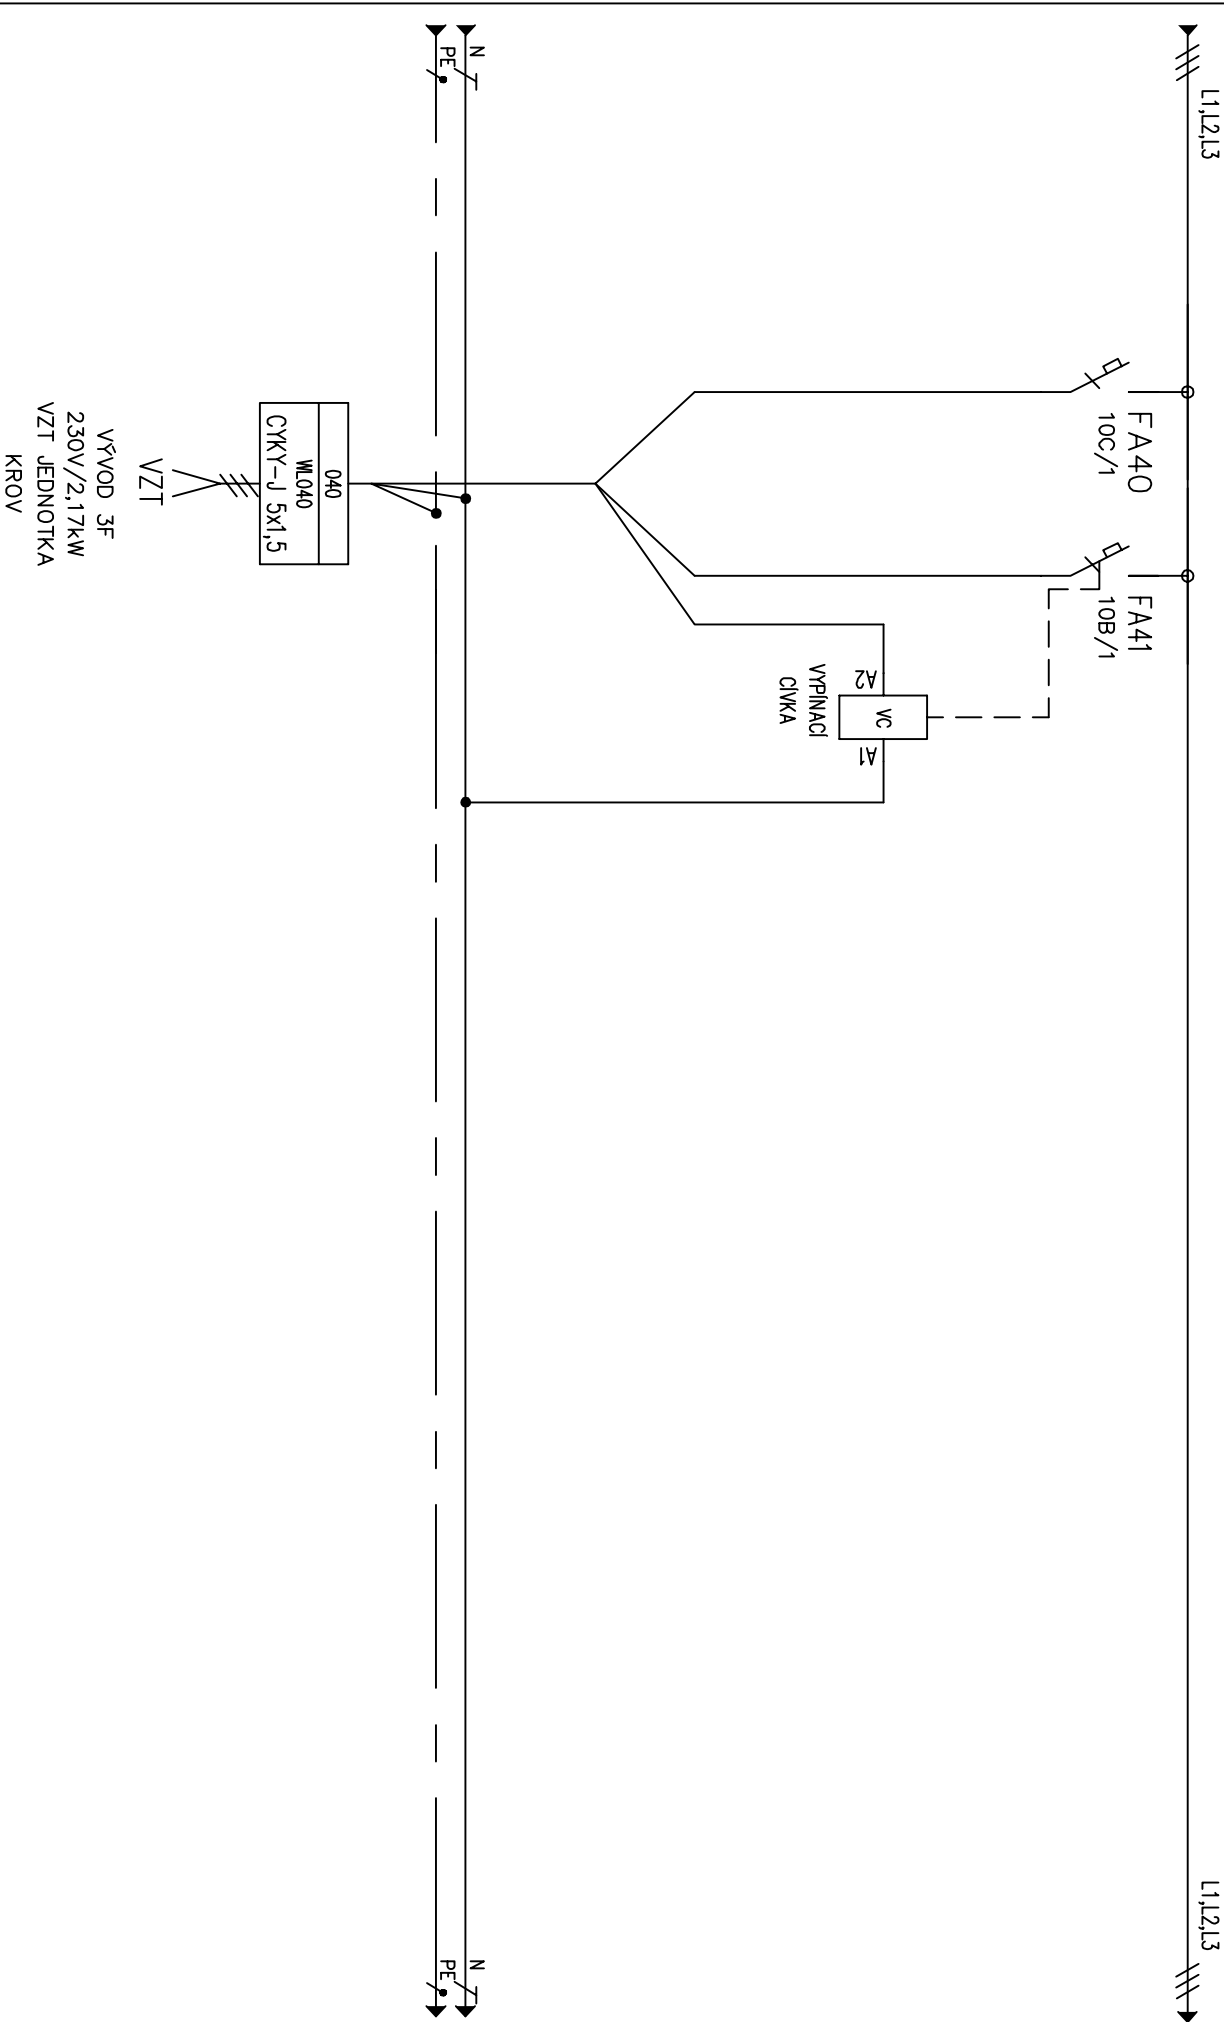 L1,L2,L3
L1,L2,L3
FA40
10C/1
FA41
10B/1
A2
VC
A1
VYPÍNACÍ
CÍVKA
N
PE
N
PE
040
WL040
CYKY-J 5x1,5
VZT
VÝVOD 3F
230V/2,17kW
VZT JEDNOTKA
KROV